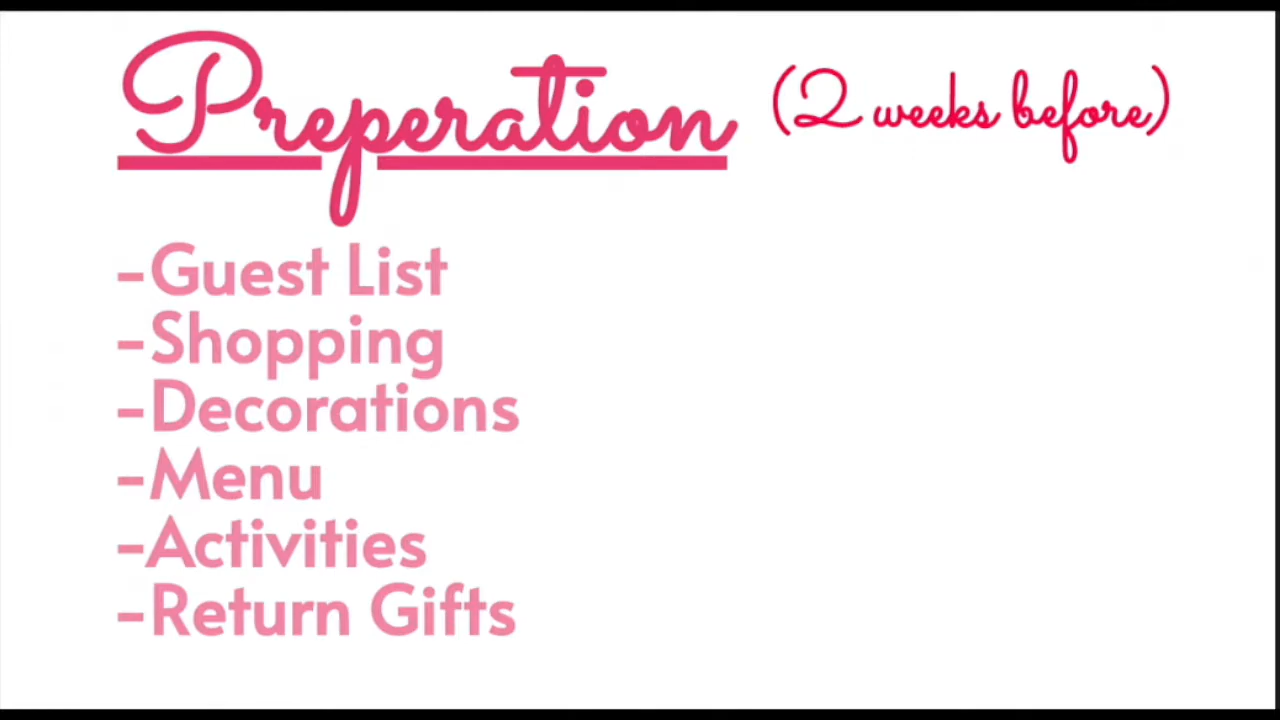 Preperation (2 weeks before)
-Guest List
-Shopping
-Decorations
-Menu
-Activities
-Return Gifts